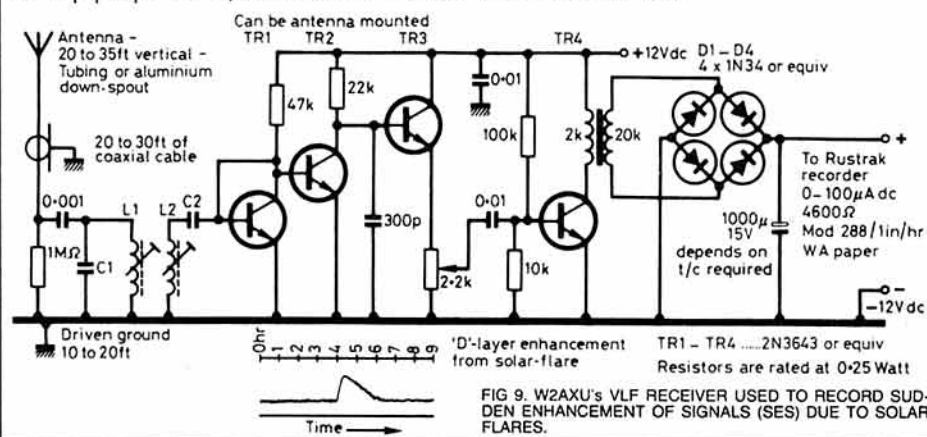 Can be antenna mounted
Antenna –
20 to 35ft vertical –
Tubing or aluminium
down-spout
TR1
TR2
TR3
TR4
+12Vdc
D1 – D4
4 x 1N34 or equiv
47k
22k
0·01
100k
2k
20k
20 to 30ft of
coaxial cable
0·001
L1
L2
C2
1MΩ
C1
300p
0·01
2·2k
10k
+
To Rustrak
recorder
0– 100µA dc
4600Ω
Mod 288/1in/hr
WA paper
1000µ
15V
depends on
t/c required
–
–12V dc
Driven ground
10 to 20ft
0hr
1
2
3
4
5
6
7
8
9
'D'-layer enhancement
from solar-flare
Time
TR1 – TR4 .....2N3643 or equiv
Resistors are rated at 0·25 Watt
FIG 9. W2AXU's VLF RECEIVER USED TO RECORD SUD-
DEN ENHANCEMENT OF SIGNALS (SES) DUE TO SOLAR
FLARES.